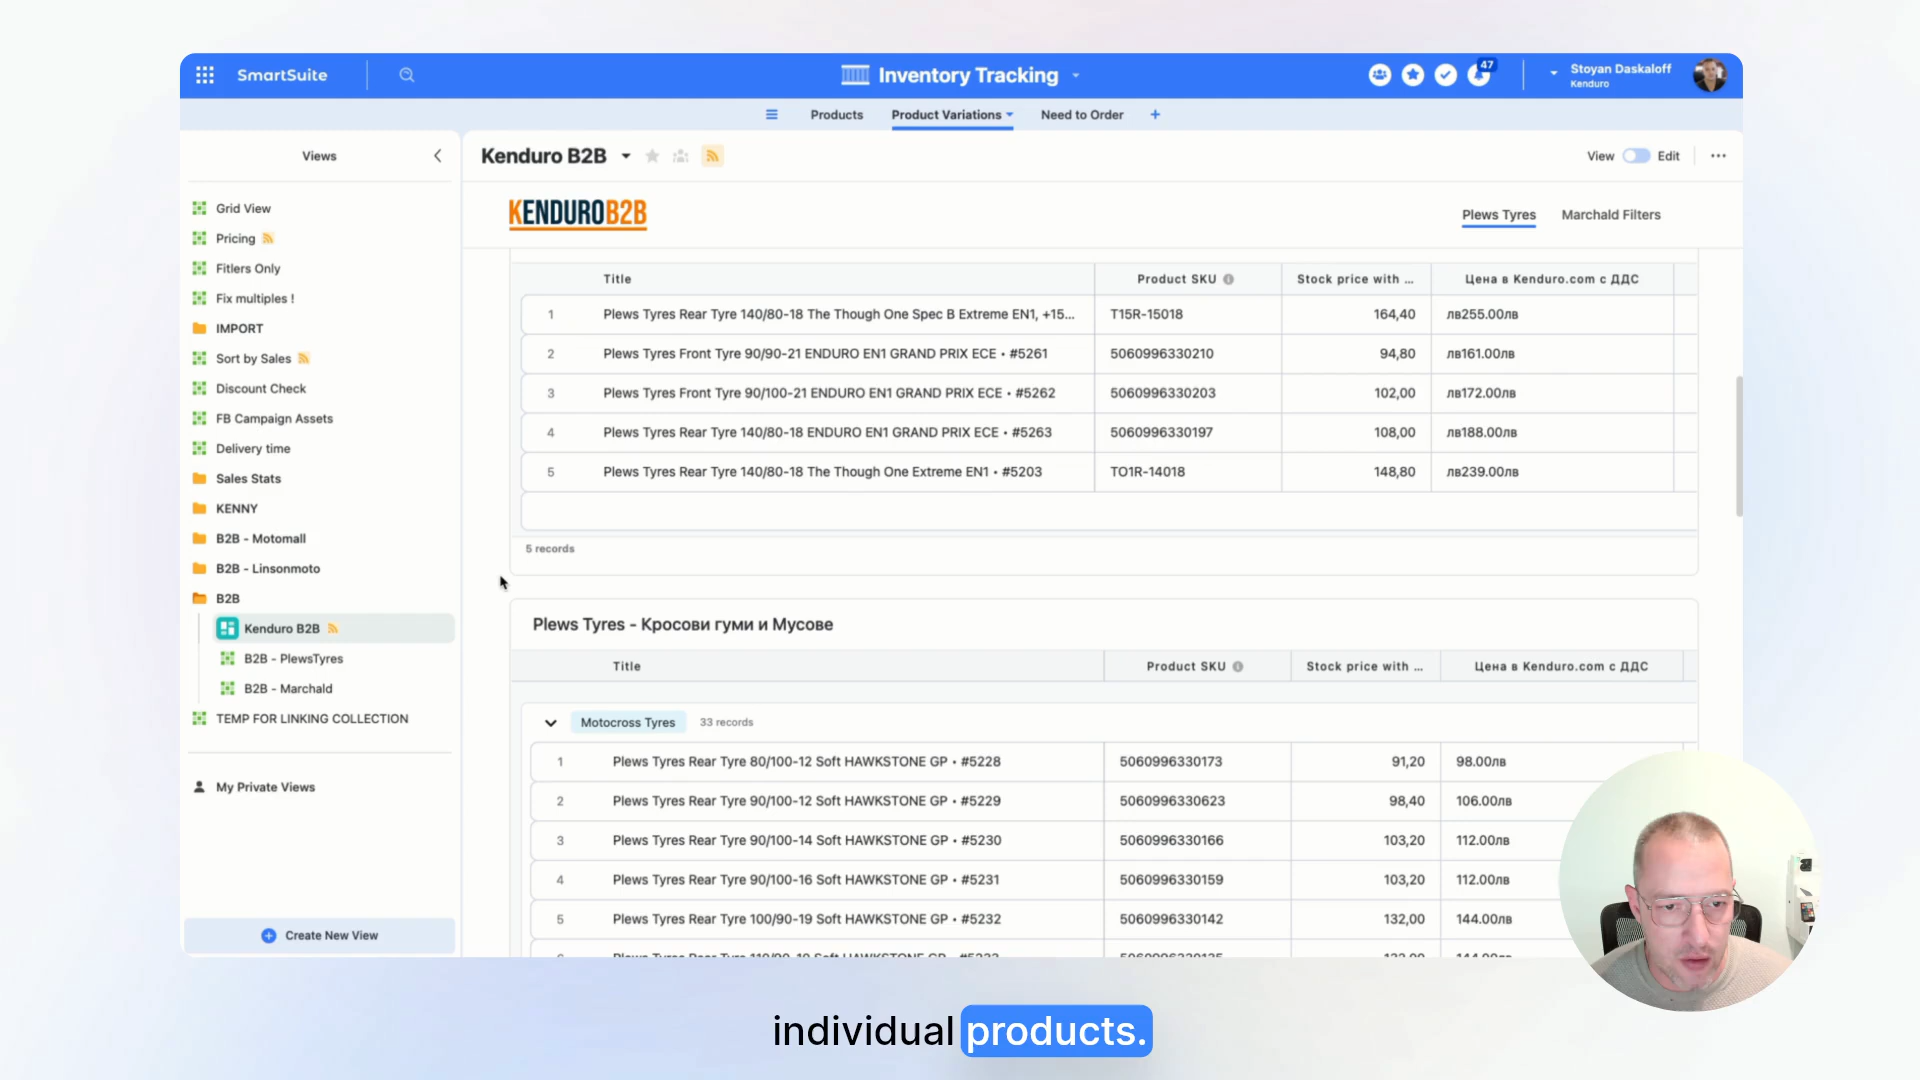 SmartSuite
Inventory Tracking
47
Stoyan Daskaloff
Kenduro
Products
Product Variations
Need to Order
+
Views
Kenduro B2B
View
Edit
Grid View
Pricing
Fitlers Only
Fix multiples !
IMPORT
Sort by Sales
Discount Check
FB Campaign Assets
Delivery time
Sales Stats
KENNY
B2B - Motomall
B2B - Linsonmoto
B2B
Kenduro B2B
B2B - PlewsTyres
B2B - Marchald
TEMP FOR LINKING COLLECTION
My Private Views
Create New View
KENDUROB2B
Plews Tyres
Marchald Filters
Title Product SKU Stock price with ... Цена в Kenduro.com с ДДС
1 Plews Tyres Rear Tyre 140/80-18 The Though One Spec B Extreme EN1, +15... T15R-15018 164,40 лв255.00лв
2 Plews Tyres Front Tyre 90/90-21 ENDURO EN1 GRAND PRIX ECE • #5261 5060996330210 94,80 лв161.00лв
3 Plews Tyres Front Tyre 90/100-21 ENDURO EN1 GRAND PRIX ECE • #5262 5060996330203 102,00 лв172.00лв
4 Plews Tyres Rear Tyre 140/80-18 ENDURO EN1 GRAND PRIX ECE • #5263 5060996330197 108,00 лв188.00лв
5 Plews Tyres Rear Tyre 140/80-18 The Though One Extreme EN1 • #5203 TO1R-14018 148,80 лв239.00лв
5 records
Plews Tyres - Кросови гуми и Мусове
Title Product SKU Stock price with ... Цена в Kenduro.com с ДДС
Motocross Tyres 33 records
1 Plews Tyres Rear Tyre 80/100-12 Soft HAWKSTONE GP • #5228 5060996330173 91,20 98.00лв
2 Plews Tyres Rear Tyre 90/100-12 Soft HAWKSTONE GP • #5229 5060996330623 98,40 106.00лв
3 Plews Tyres Rear Tyre 90/100-14 Soft HAWKSTONE GP • #5230 5060996330166 103,20 112.00лв
4 Plews Tyres Rear Tyre 90/100-16 Soft HAWKSTONE GP • #5231 5060996330159 103,20 112.00лв
5 Plews Tyres Rear Tyre 100/90-19 Soft HAWKSTONE GP • #5232 5060996330142 132,00 144.00лв
individual products.